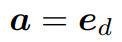 a = e_d